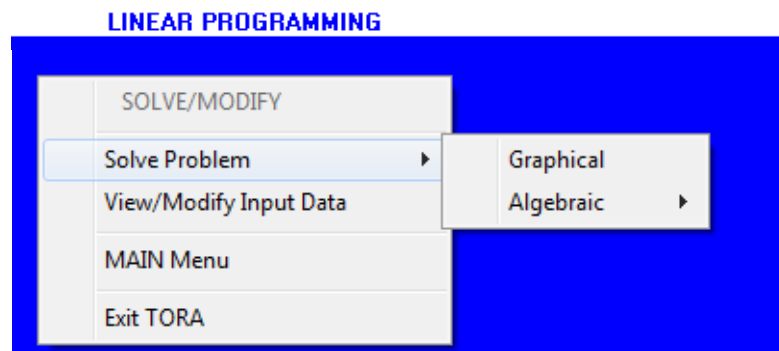 LINEAR PROGRAMMING
SOLVE/MODIFY
Solve Problem
Graphical
View/Modify Input Data
Algebraic
MAIN Menu
Exit TORA